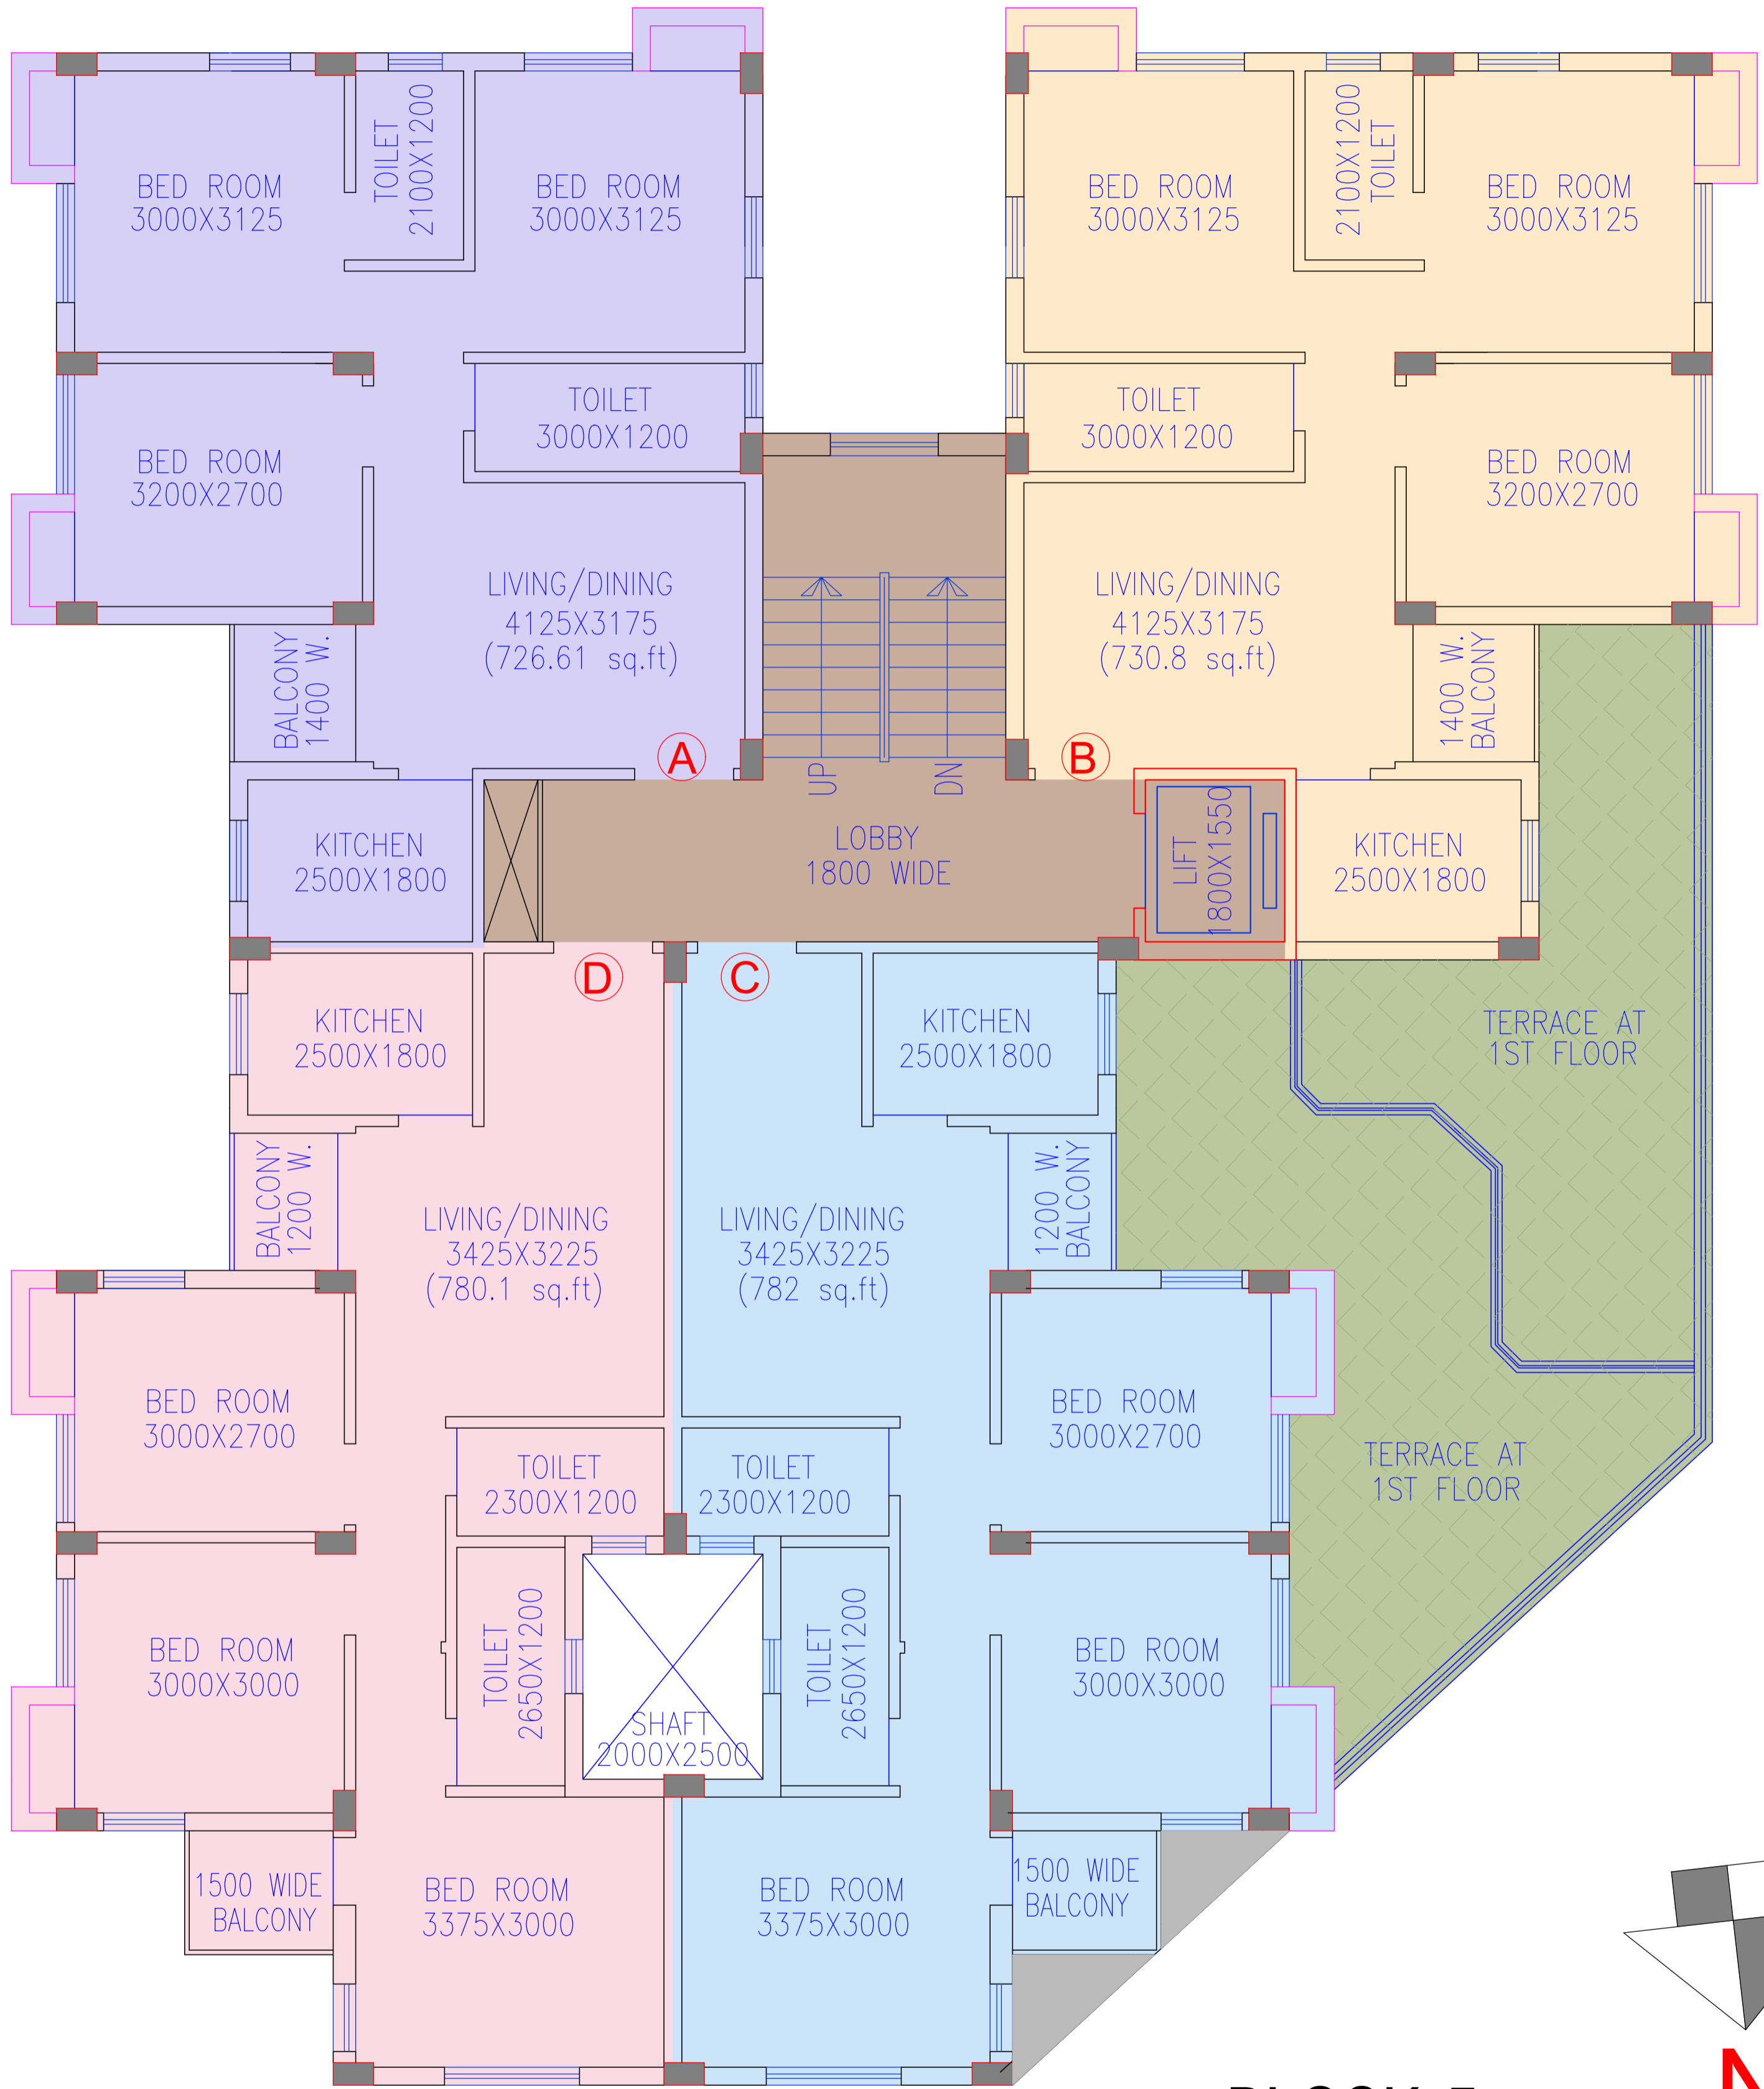 BED ROOM
3000X3125
TOILET
2100X1200
BED ROOM
3000X3125
BED ROOM
3000X3125
2100X1200
TOILET
BED ROOM
3000X3125
TOILET
3000X1200
TOILET
3000X1200
BED ROOM
3200X2700
BED ROOM
3200X2700
LIVING/DINING
4125X3175
(726.61 sq.ft)
LIVING/DINING
4125X3175
(730.8 sq.ft)
BALCONY
1400 W.
1400 W.
BALCONY
A
B
UP
DN
KITCHEN
2500X1800
LOBBY
1800 WIDE
LIFT
1800X1550
KITCHEN
2500X1800
D
C
KITCHEN
2500X1800
KITCHEN
2500X1800
TERRACE AT
1ST FLOOR
BALCONY
1200 W.
LIVING/DINING
3425X3225
(780.1 sq.ft)
LIVING/DINING
3425X3225
(782 sq.ft)
1200 W.
BALCONY
BED ROOM
3000X2700
BED ROOM
3000X2700
TOILET
2300X1200
TOILET
2300X1200
TERRACE AT
1ST FLOOR
BED ROOM
3000X3000
TOILET
2650X1200
SHAFT
2000X2500
TOILET
2650X1200
BED ROOM
3000X3000
1500 WIDE
BALCONY
BED ROOM
3375X3000
BED ROOM
3375X3000
1500 WIDE
BALCONY
N